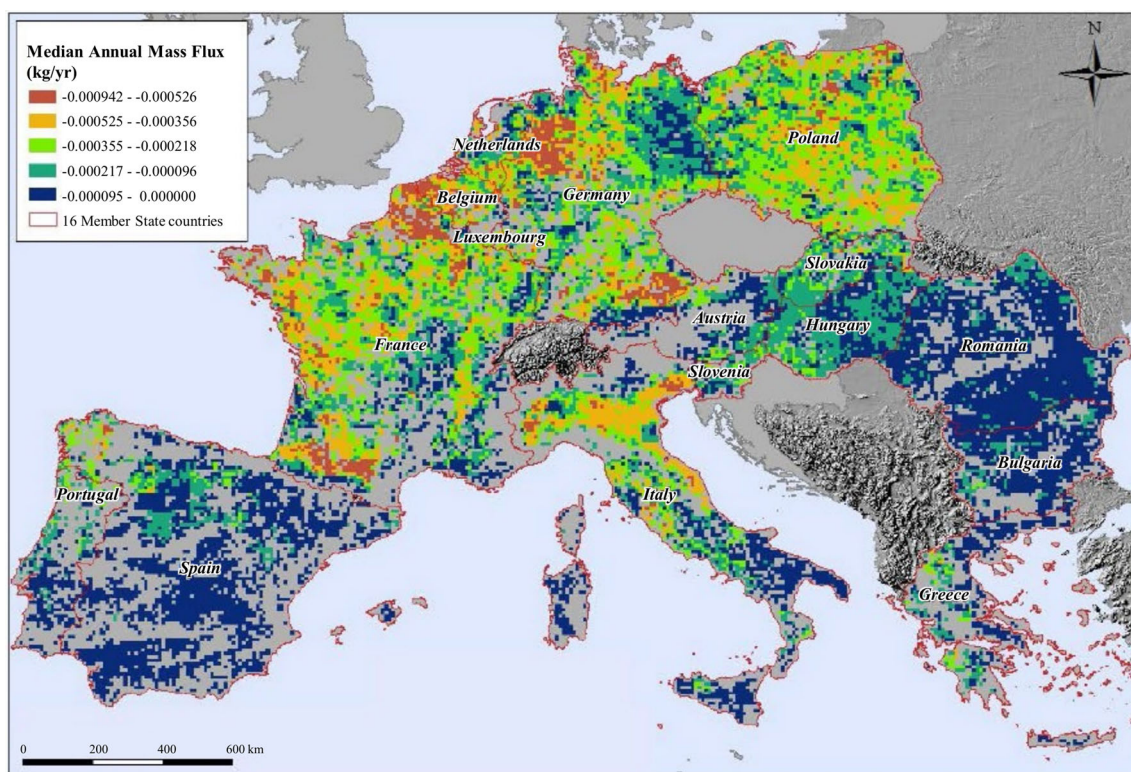 Median Annual Mass Flux
(kg/yr)
-0.000942 - -0.000526
-0.000525 - -0.000356
-0.000355 - -0.000218
-0.000217 - -0.000096
-0.000095 - 0.000000
16 Member State countries
N
Netherlands
Poland
Belgium
Germany
Luxembourg
Slovakia
Austria
Hungary
France
Romania
Slovenia
Bulgaria
Portugal
Italy
Spain
Greece
0 200 400 600 km